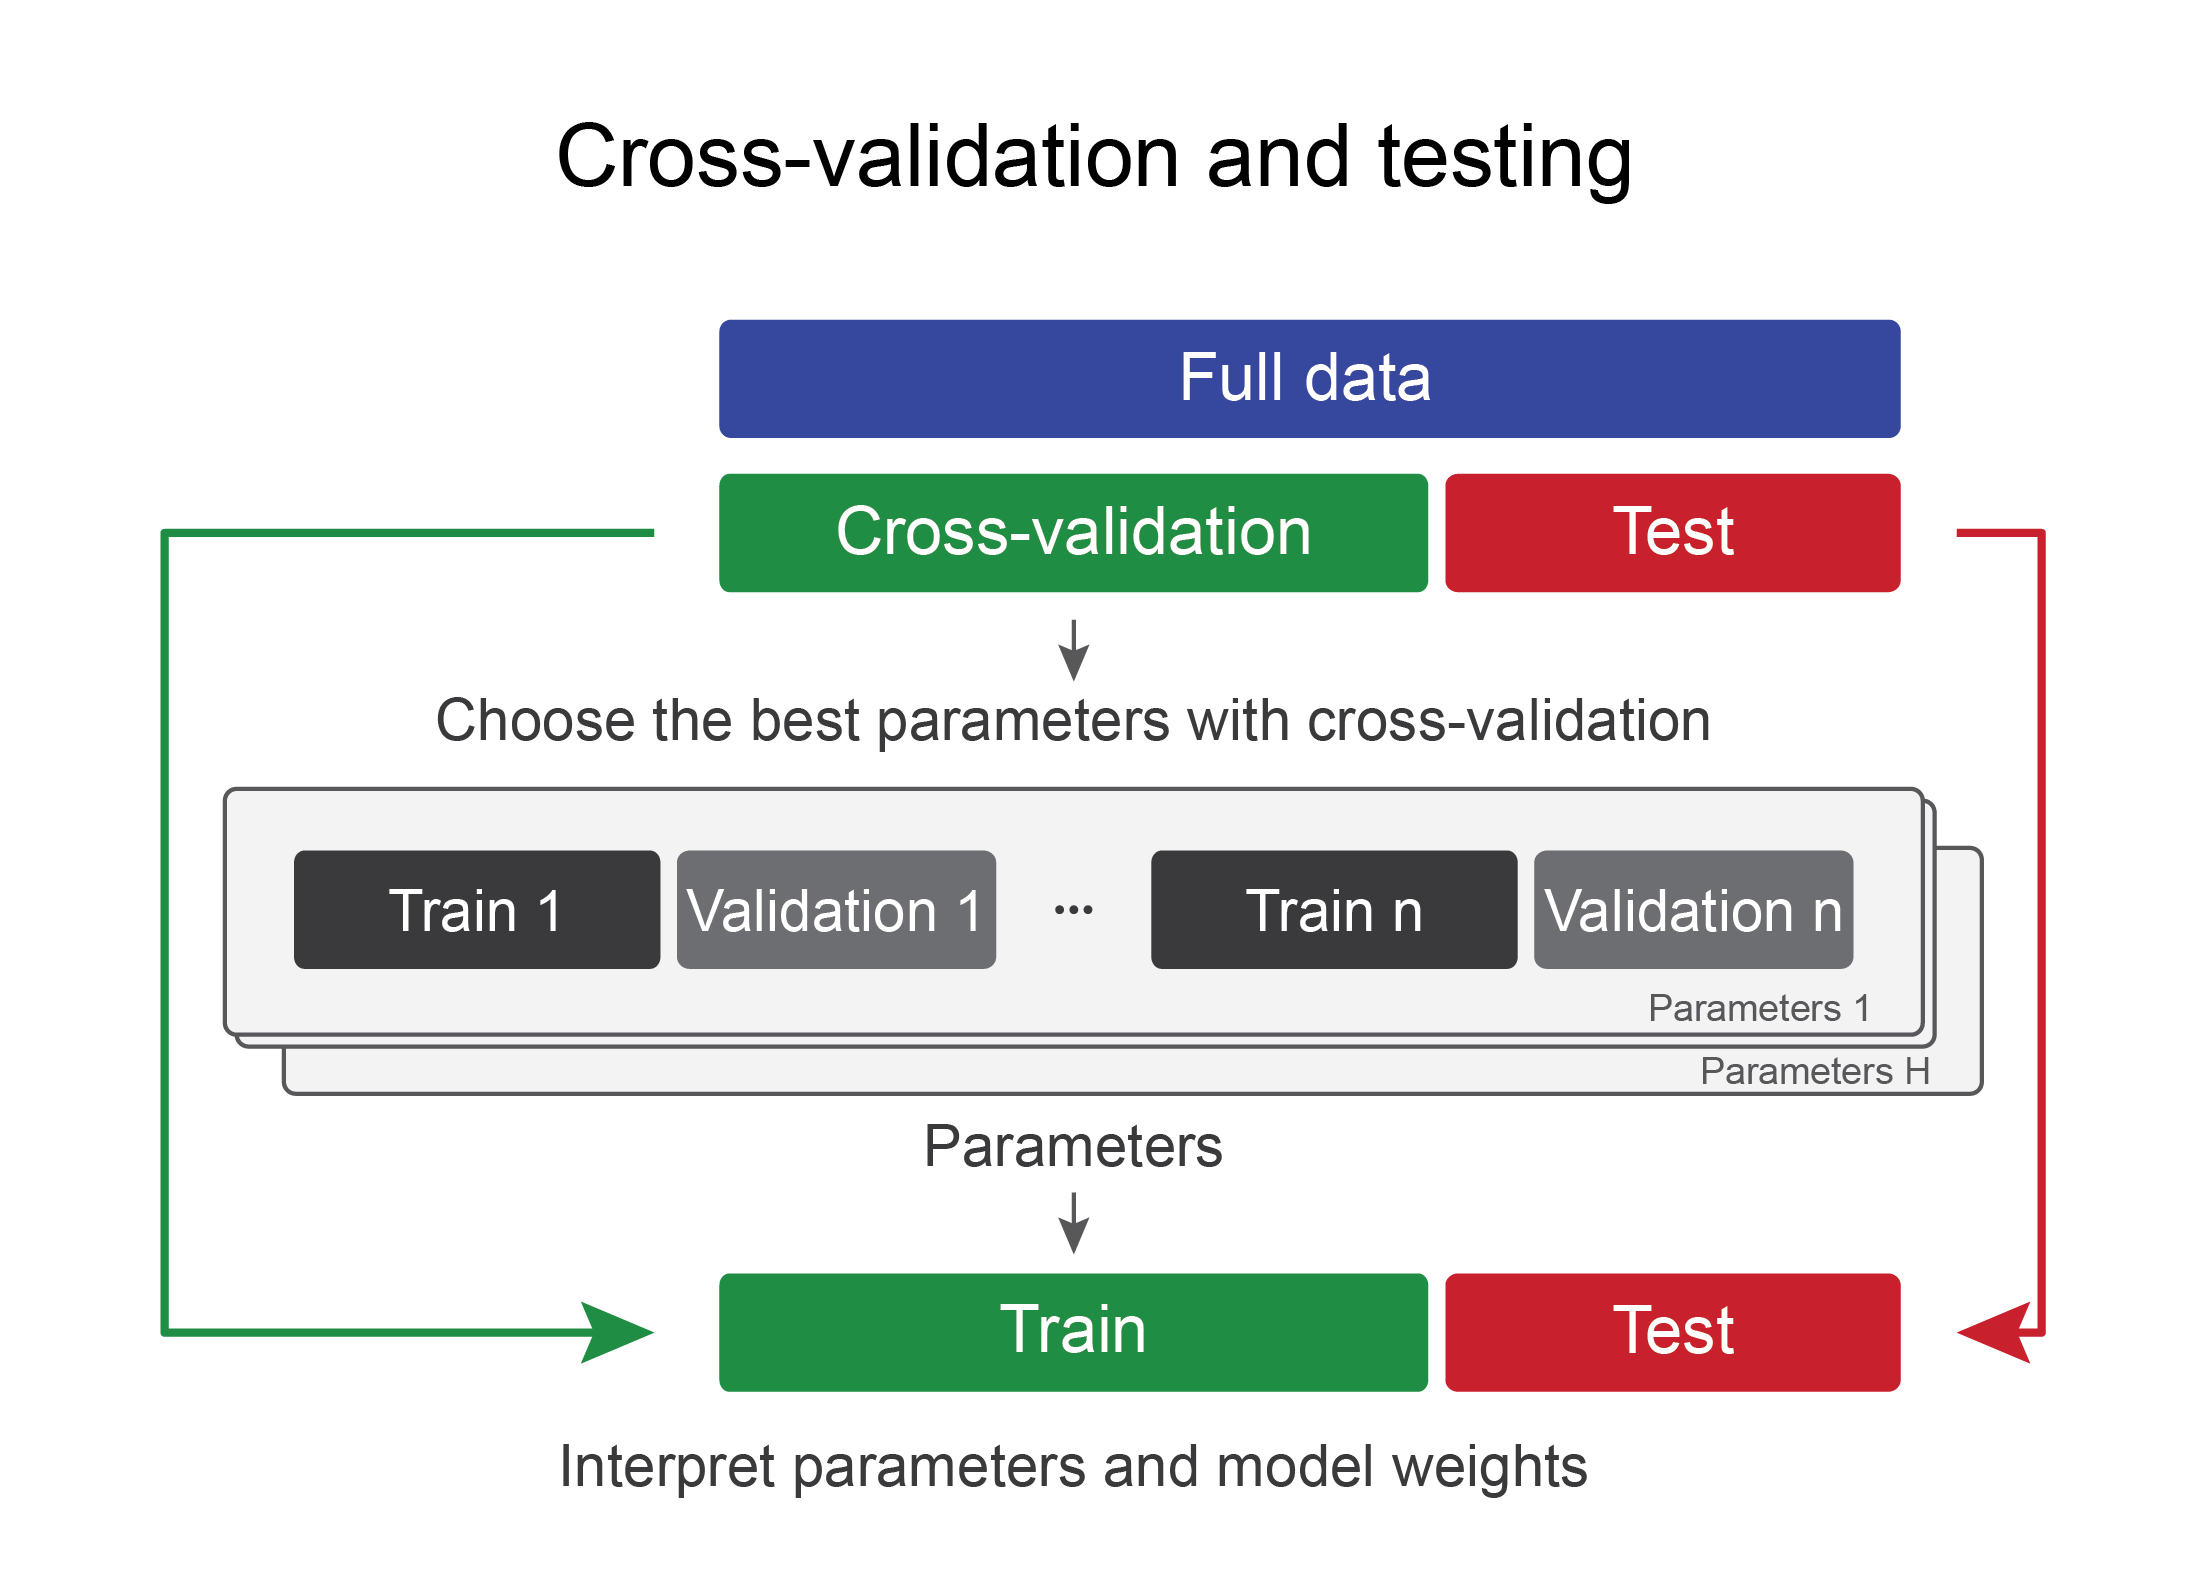 Cross-validation and testing
Full data
Cross-validation
Test
Choose the best parameters with cross-validation
Train 1
Validation 1
...
Train n
Validation n
Parameters 1
Parameters H
Parameters
Train
Test
Interpret parameters and model weights